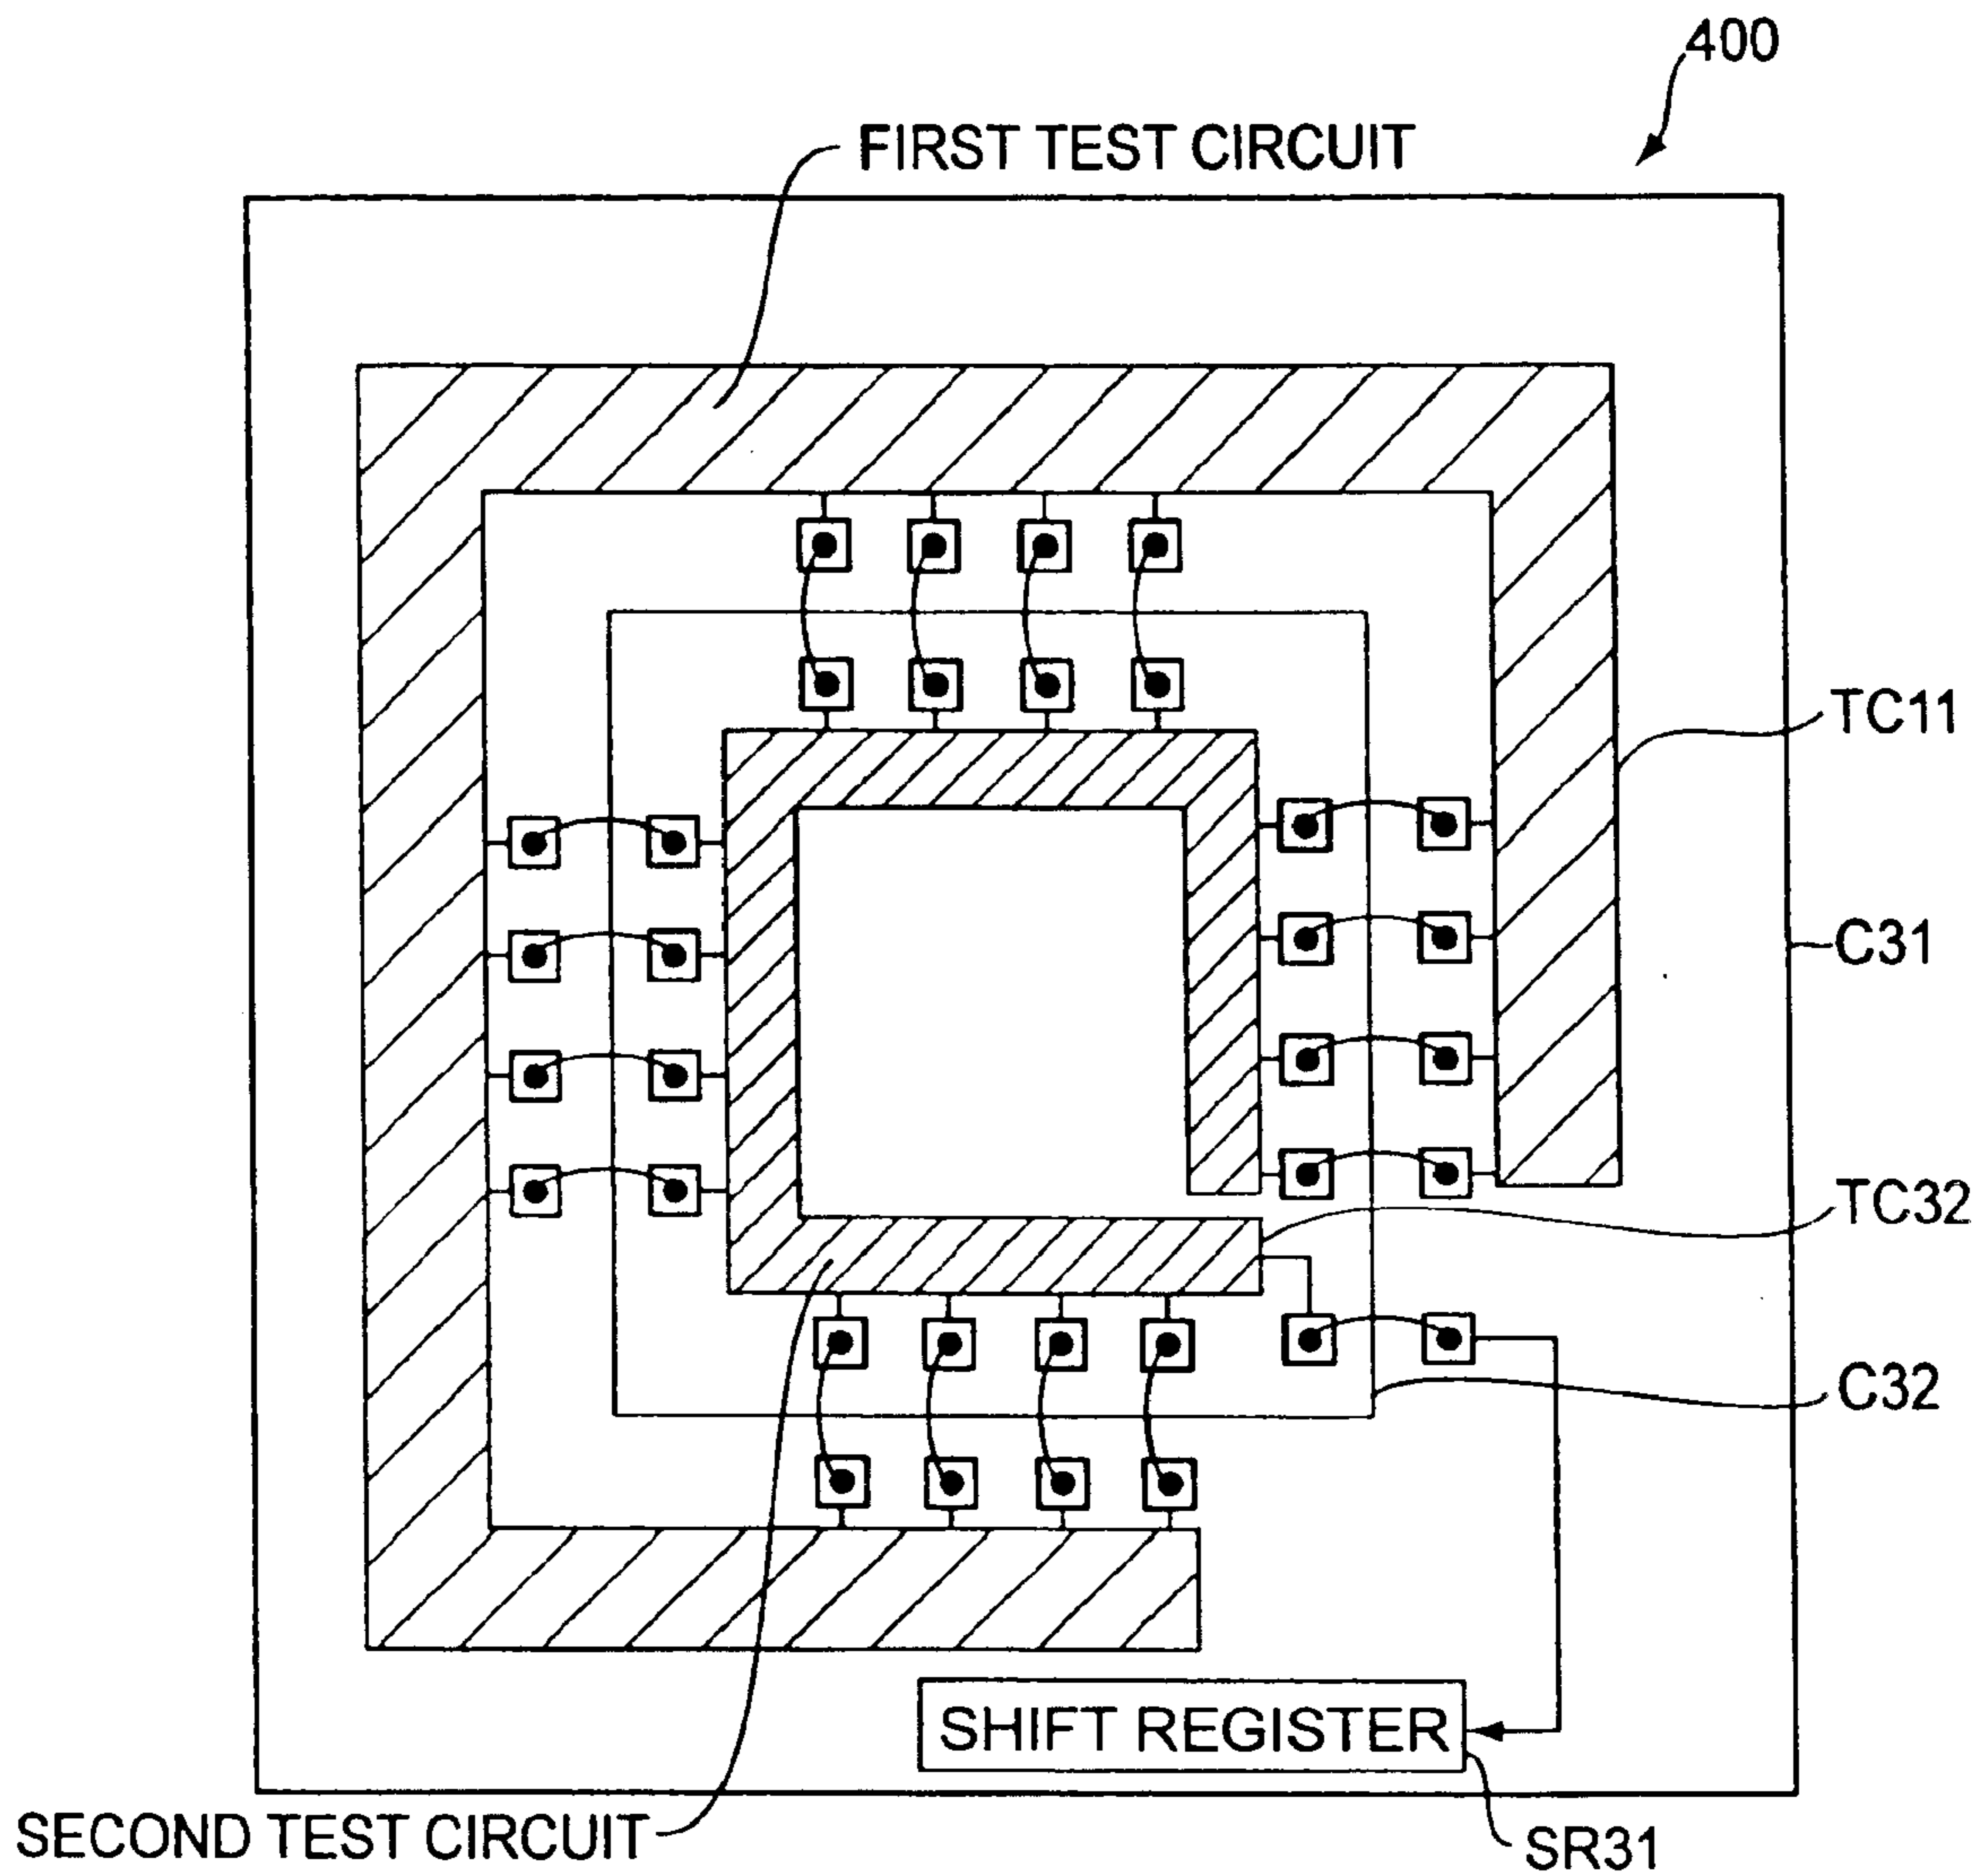 400
FIRST TEST CIRCUIT
TC11
C31
TC32
C32
SHIFT REGISTER
SECOND TEST CIRCUIT
SR31